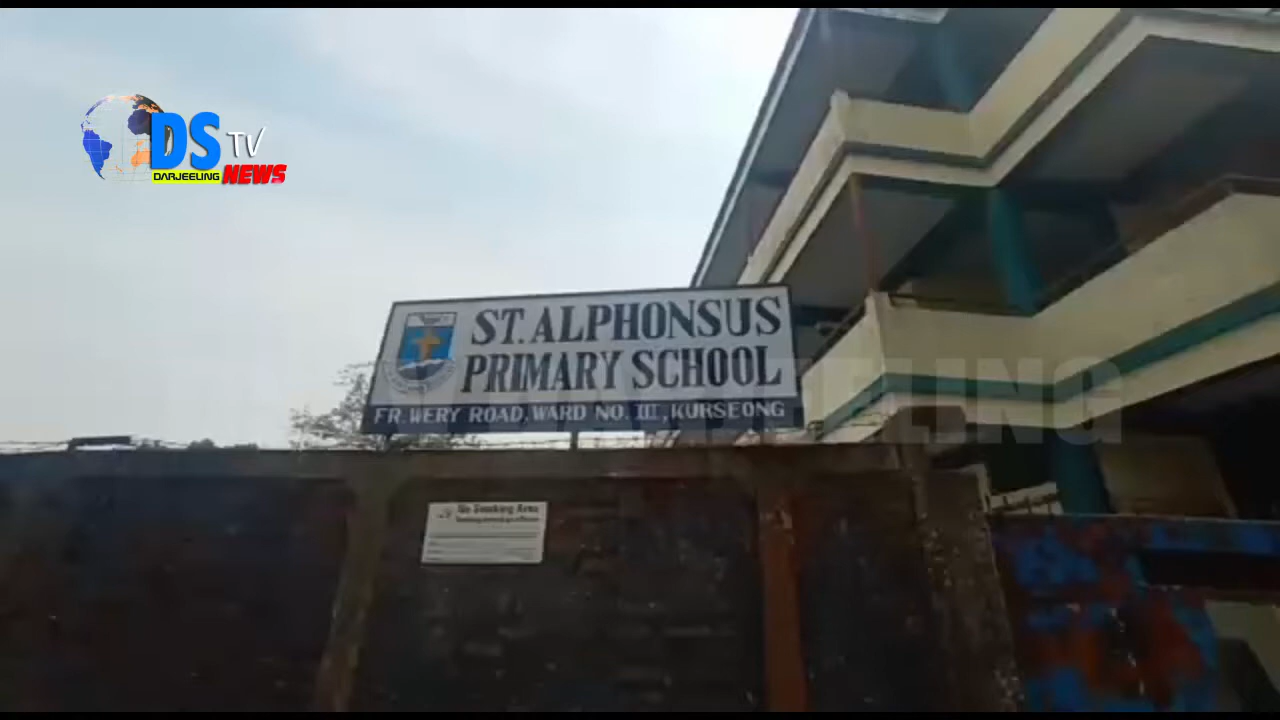 DS TV
DARJEELING NEWS
ST. ALPHONSUS
PRIMARY SCHOOL
FR. WERY ROAD, WARD NO. III, KURSEONG
No Smoking Area